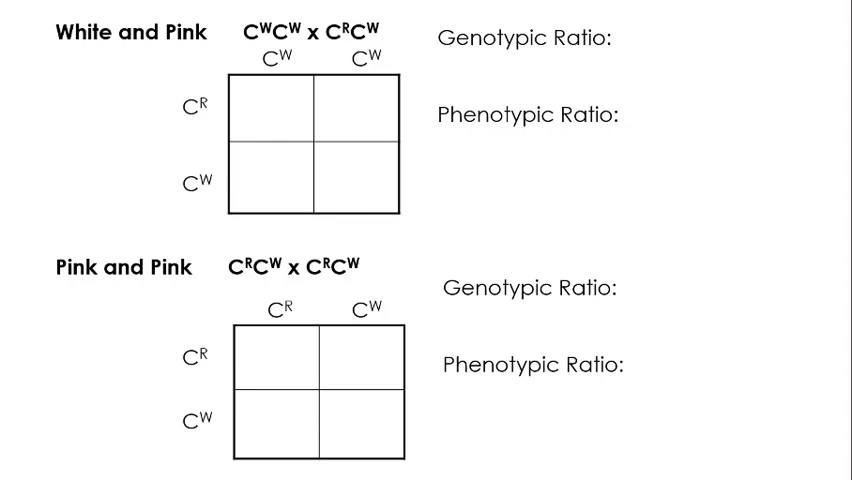 White and Pink CᵂCᵂ x CᴿCᵂ
Cᵂ Cᵂ
Genotypic Ratio:
Cᴿ
Phenotypic Ratio:
Cᵂ
Pink and Pink CᴿCᵂ x CᴿCᵂ
Genotypic Ratio:
Cᴿ Cᵂ
Cᴿ
Phenotypic Ratio:
Cᵂ